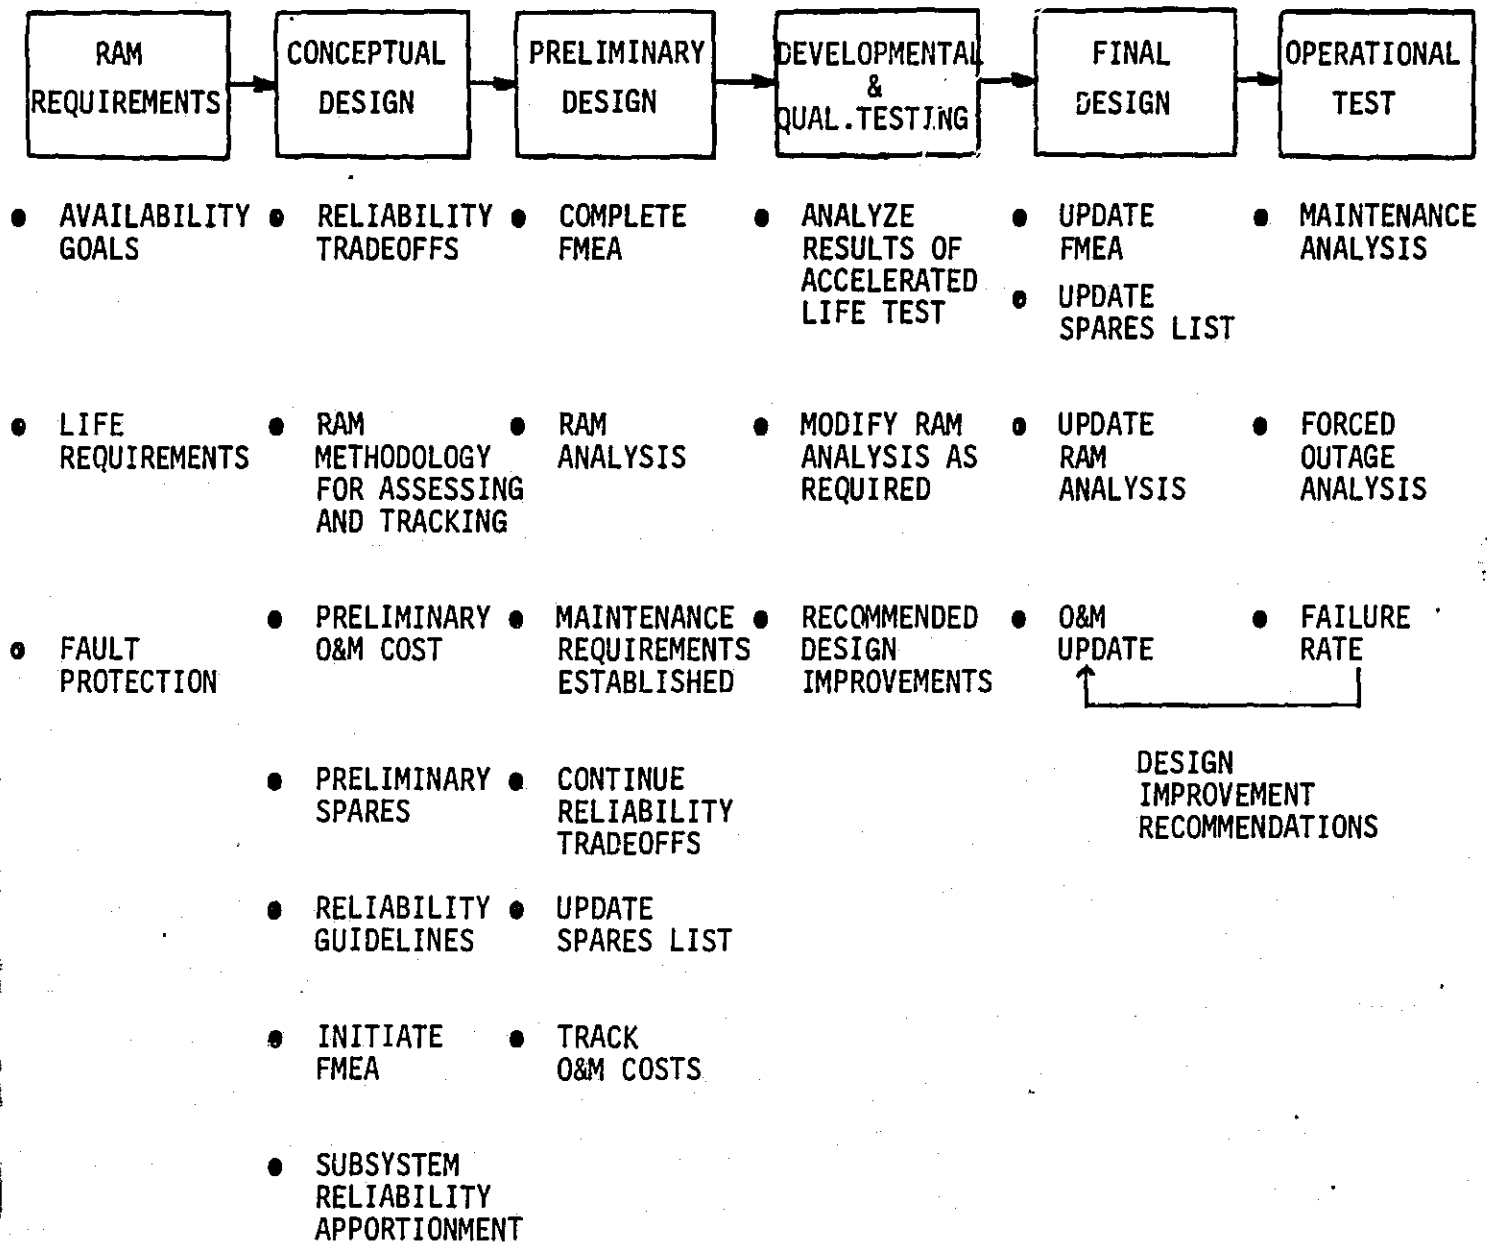 RAM
REQUIREMENTS
CONCEPTUAL
DESIGN
PRELIMINARY
DESIGN
DEVELOPMENTAL
&
QUAL.TESTING
FINAL
DESIGN
OPERATIONAL
TEST
● AVAILABILITY
GOALS
● LIFE
REQUIREMENTS
● FAULT
PROTECTION
● RELIABILITY
TRADEOFFS
● RAM
METHODOLOGY
FOR ASSESSING
AND TRACKING
● PRELIMINARY
O&M COST
● PRELIMINARY
SPARES
● RELIABILITY
GUIDELINES
● INITIATE
FMEA
● SUBSYSTEM
RELIABILITY
APPORTIONMENT
● COMPLETE
FMEA
● RAM
ANALYSIS
● MAINTENANCE
REQUIREMENTS
ESTABLISHED
● CONTINUE
RELIABILITY
TRADEOFFS
● UPDATE
SPARES LIST
● TRACK
O&M COSTS
● ANALYZE
RESULTS OF
ACCELERATED
LIFE TEST
● MODIFY RAM
ANALYSIS AS
REQUIRED
● RECOMMENDED
DESIGN
IMPROVEMENTS
● UPDATE
FMEA
● UPDATE
SPARES LIST
● UPDATE
RAM
ANALYSIS
● O&M
UPDATE
● MAINTENANCE
ANALYSIS
● FORCED
OUTAGE
ANALYSIS
● FAILURE
RATE
DESIGN
IMPROVEMENT
RECOMMENDATIONS